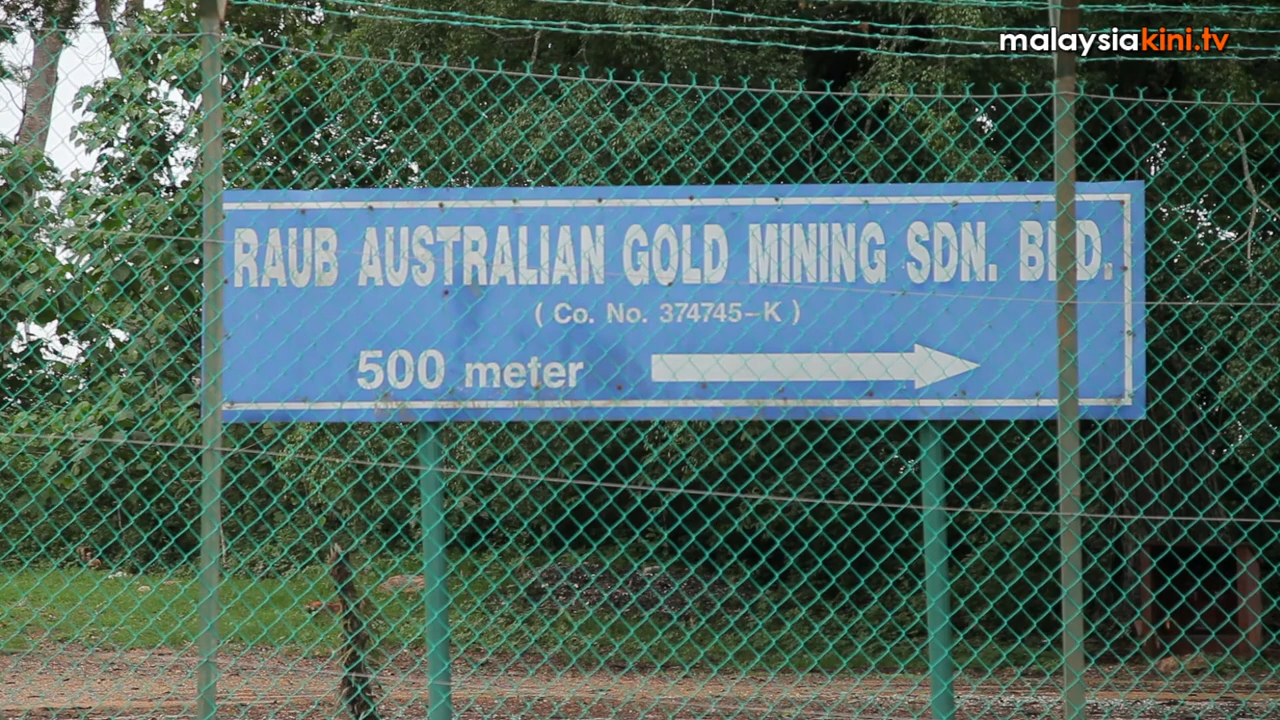 malaysiakini.tv
RAUB AUSTRALIAN GOLD MINING SDN. BHD.
( Co. No. 374745-K )
500 meter